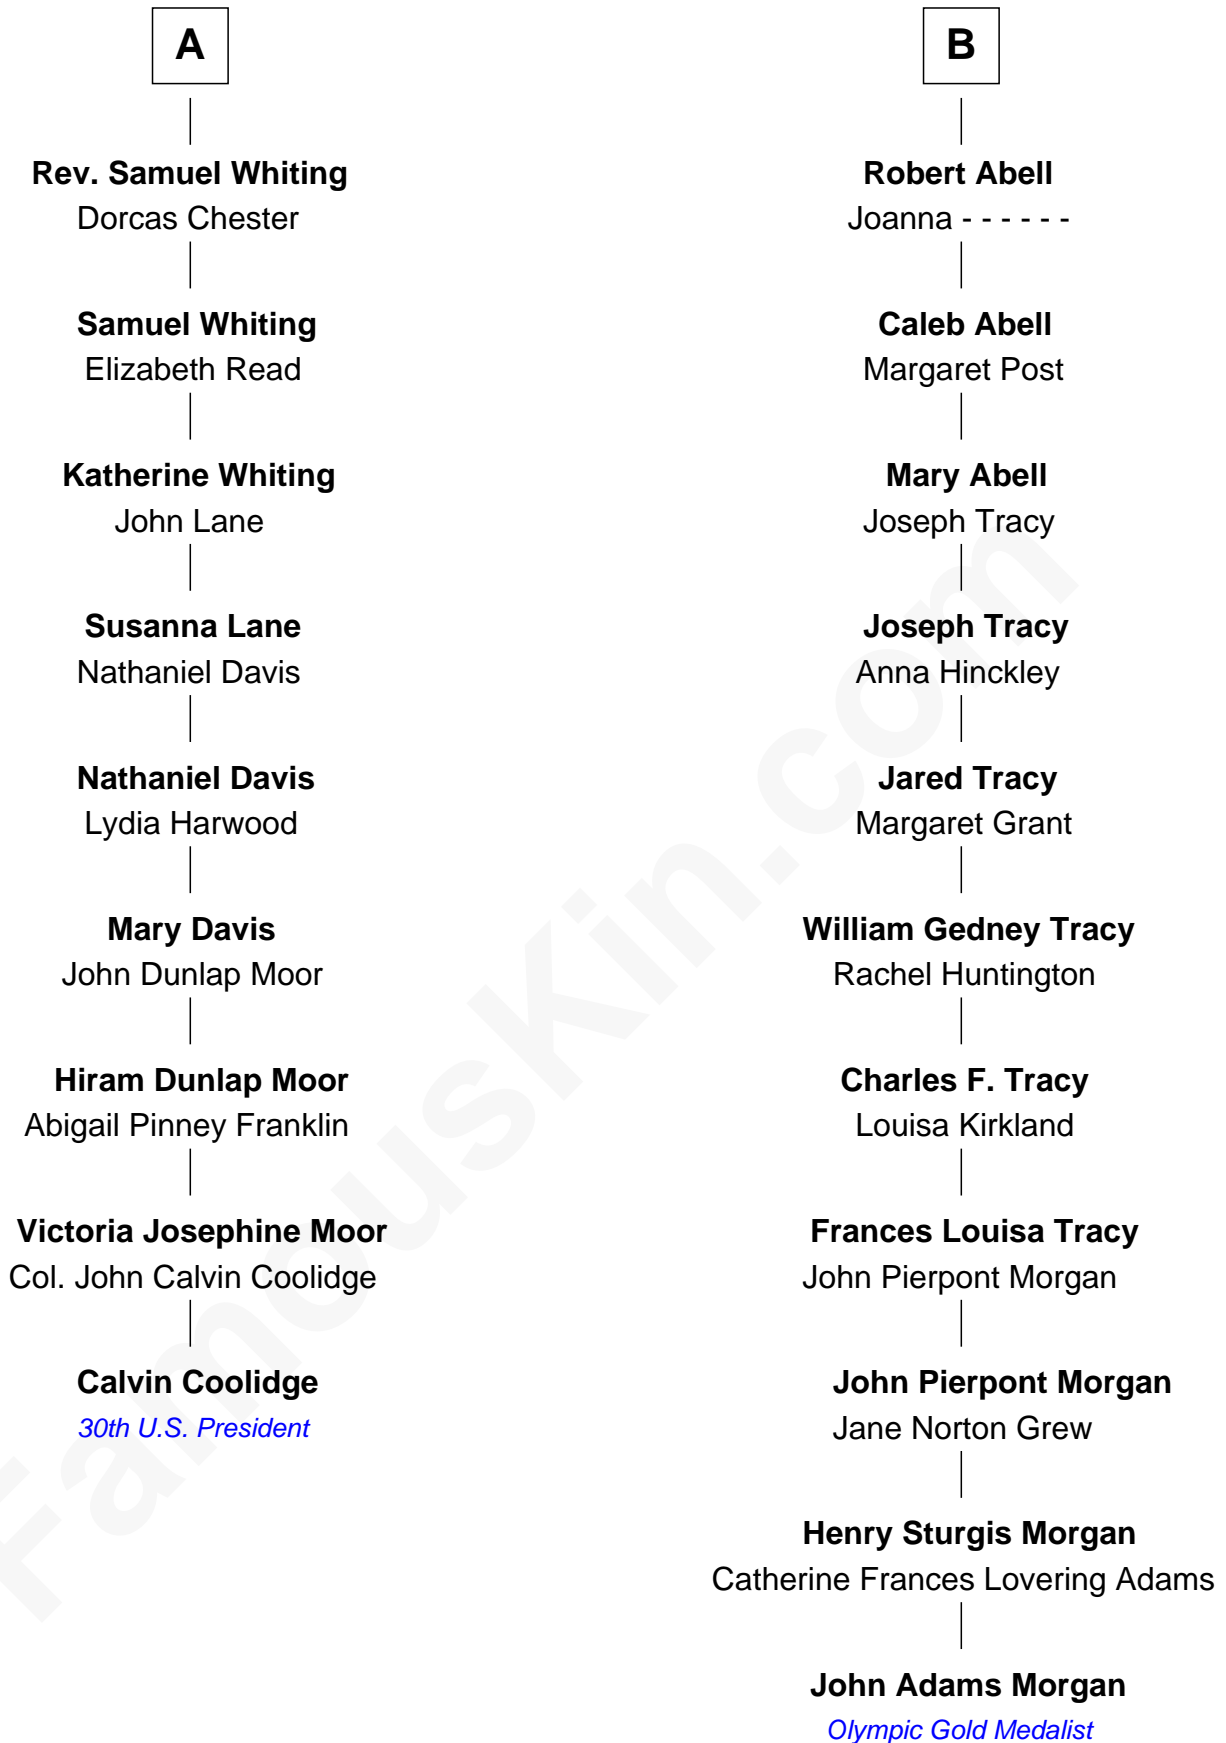 A
Rev. Samuel Whiting
Dorcas Chester
Samuel Whiting
Elizabeth Read
Katherine Whiting
John Lane
Susanna Lane
Nathaniel Davis
Nathaniel Davis
Lydia Harwood
Mary Davis
John Dunlap Moor
Hiram Dunlap Moor
Abigail Pinney Franklin
Victoria Josephine Moor
Col. John Calvin Coolidge
Calvin Coolidge
30th U.S. President
B
Robert Abell
Joanna - - - - - -
Caleb Abell
Margaret Post
Mary Abell
Joseph Tracy
Joseph Tracy
Anna Hinckley
Jared Tracy
Margaret Grant
William Gedney Tracy
Rachel Huntington
Charles F. Tracy
Louisa Kirkland
Frances Louisa Tracy
John Pierpont Morgan
John Pierpont Morgan
Jane Norton Grew
Henry Sturgis Morgan
Catherine Frances Lovering Adams
John Adams Morgan
Olympic Gold Medalist
FamousKin.com